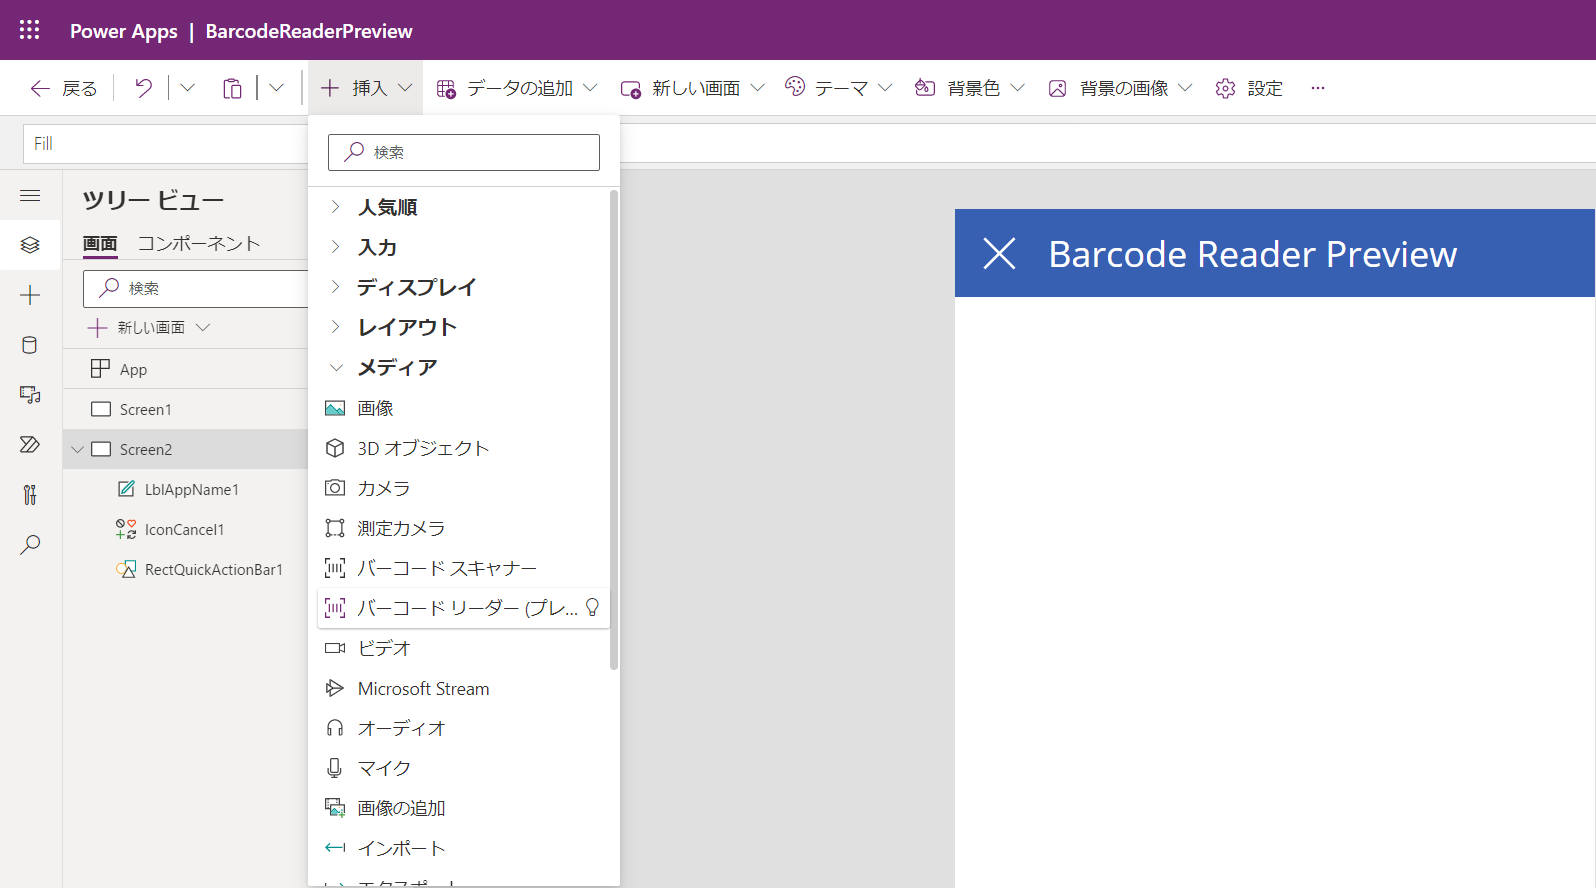 Power Apps | BarcodeReaderPreview
戻る 挿入 データの追加 新しい画面 テーマ 背景色 背景の画像 設定 ...
Fill
検索
ツリー ビュー
画面 コンポーネント
検索
新しい画面
App
Screen1
Screen2
LblAppName1
IconCancel1
RectQuickActionBar1
人気順
入力
ディスプレイ
レイアウト
メディア
画像
3D オブジェクト
カメラ
測定カメラ
バーコード スキャナー
バーコード リーダー (プレ...
ビデオ
Microsoft Stream
オーディオ
マイク
画像の追加
インポート
エクスポート
Barcode Reader Preview